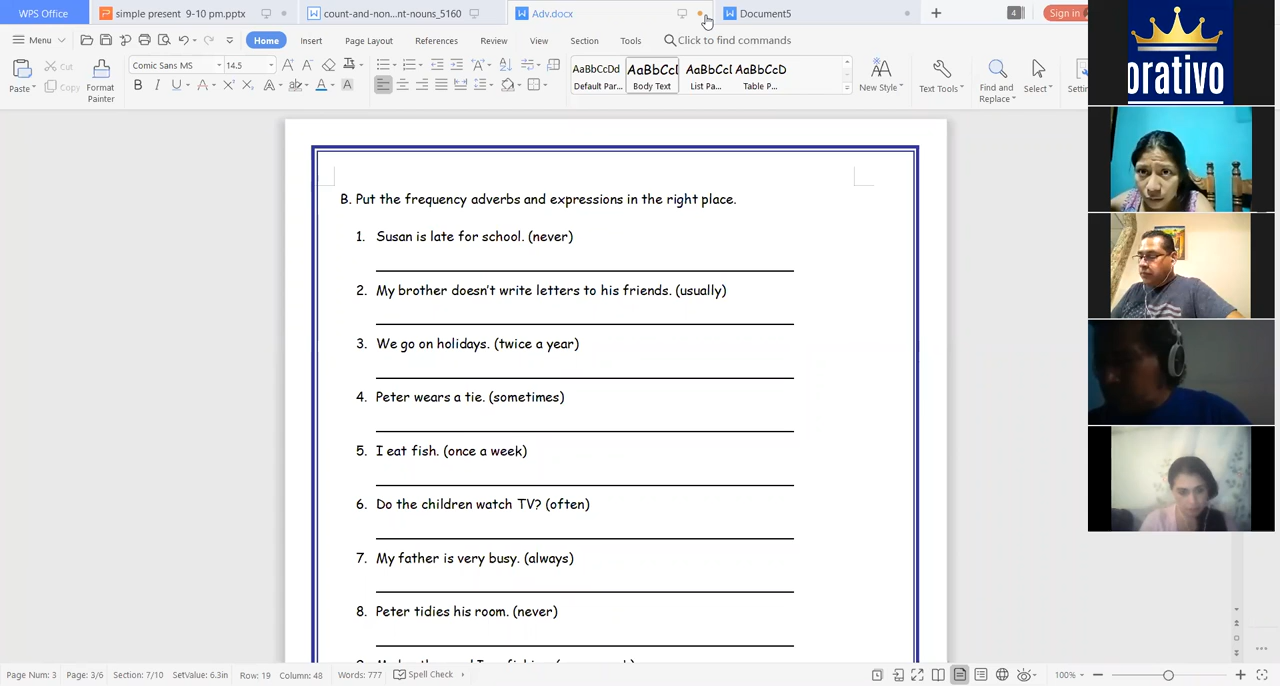 WPS Office simple present 9-10 pm.pptx count-and-non...nt-nouns_5160 Adv.docx Document5 4 Sign in
Menu Home Insert Page Layout References Review View Section Tools Click to find commands
Paste Cut Copy Format Painter Comic Sans MS 14.5 AaBbCcDd AaBbCcI AaBbCcl AaBbCcD New Style Text Tools Find and Replace Select
Default Par... Body Text List Pa... Table P...
orativo
B. Put the frequency adverbs and expressions in the right place.
1. Susan is late for school. (never)
2. My brother doesn't write letters to his friends. (usually)
3. We go on holidays. (twice a year)
4. Peter wears a tie. (sometimes)
5. I eat fish. (once a week)
6. Do the children watch TV? (often)
7. My father is very busy. (always)
8. Peter tidies his room. (never)
Page Num: 3 Page: 3/6 Section: 7/10 SetValue: 6.3in Row: 19 Column: 48 Words: 777 Spell Check 100%